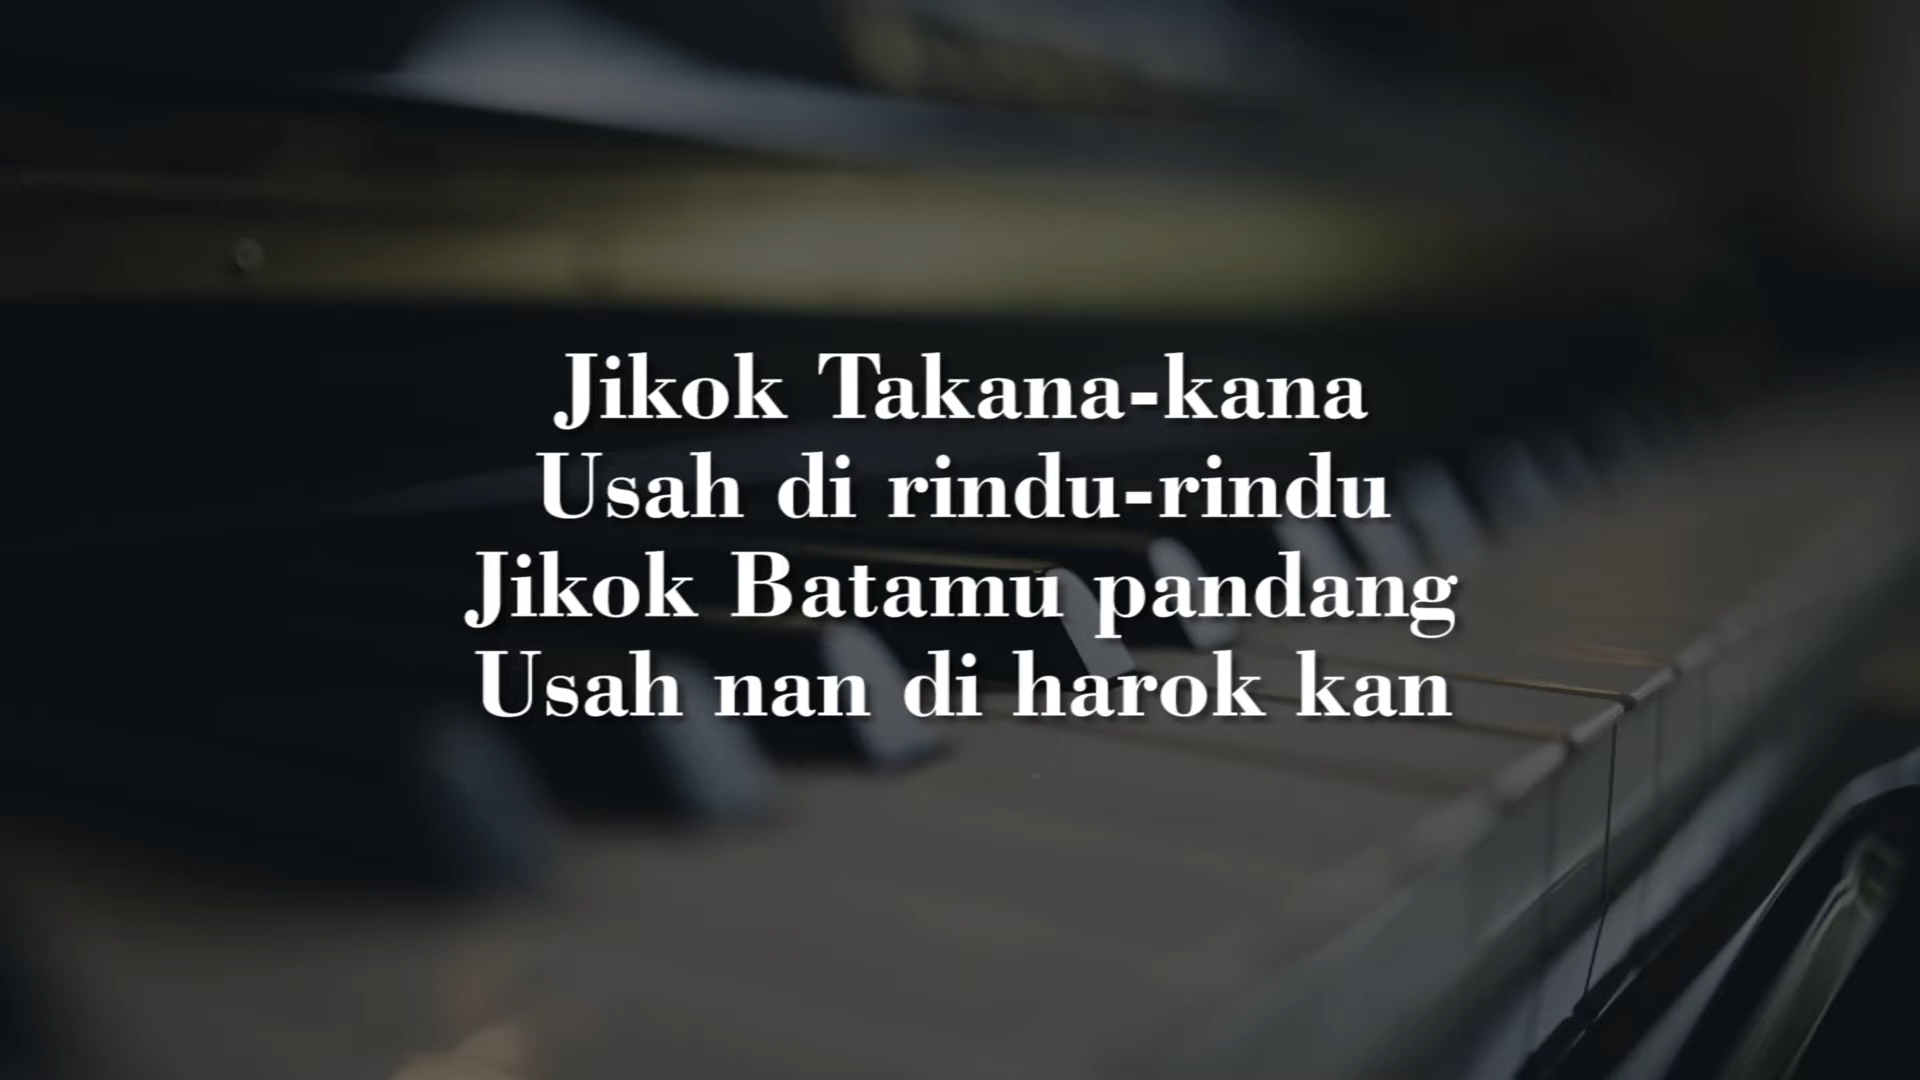 Jikok Takana-kana
Usah di rindu-rindu
Jikok Batamu pandang
Usah nan di harok kan